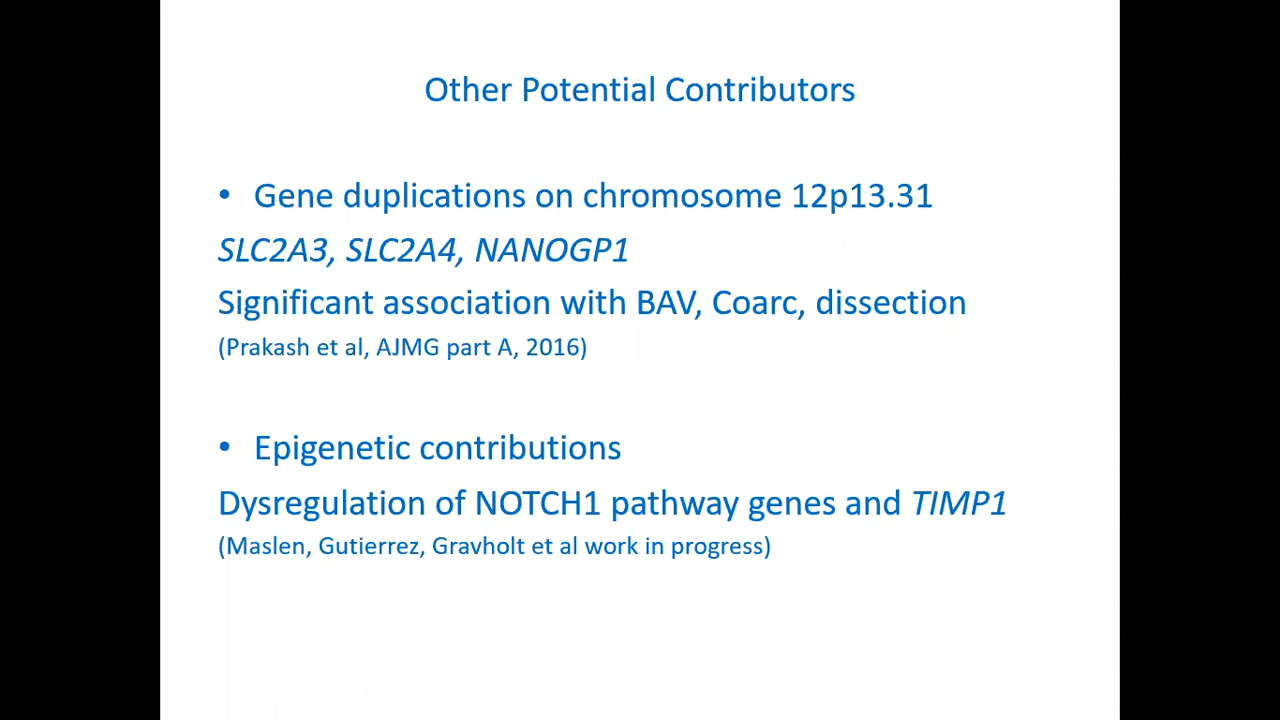 Other Potential Contributors
• Gene duplications on chromosome 12p13.31
SLC2A3, SLC2A4, NANOGP1
Significant association with BAV, Coarc, dissection
(Prakash et al, AJMG part A, 2016)
• Epigenetic contributions
Dysregulation of NOTCH1 pathway genes and TIMP1
(Maslen, Gutierrez, Gravholt et al work in progress)